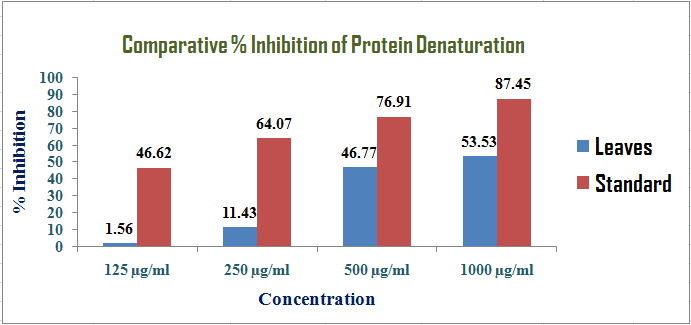 Comparative % Inhibition of Protein Denaturation
% Inhibition
100
90
80
70
60
50
40
30
20
10
0
1.56
46.62
11.43
64.07
46.77
76.91
53.53
87.45
125 µg/ml
250 µg/ml
500 µg/ml
1000 µg/ml
Concentration
Leaves
Standard